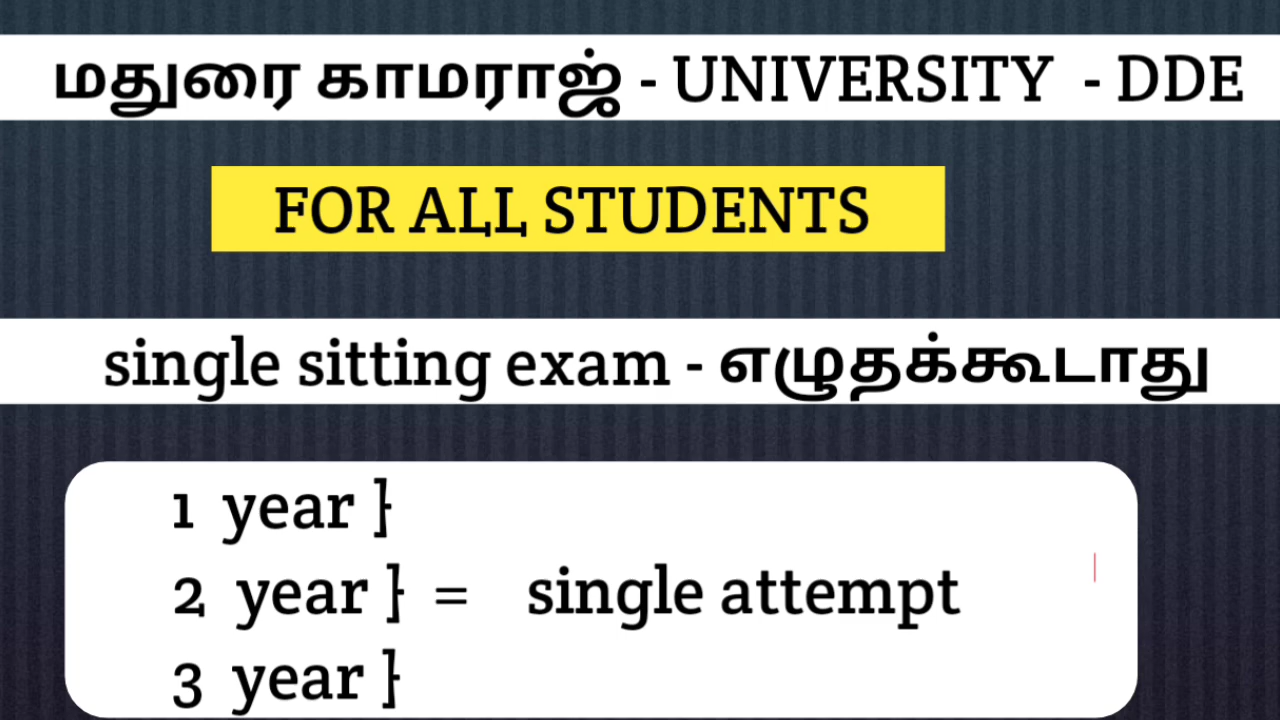 மதுரை காமராஜ் - UNIVERSITY - DDE
FOR ALL STUDENTS
single sitting exam - எழுதக்கூடாது
1 year }
2 year } = single attempt
3 year }